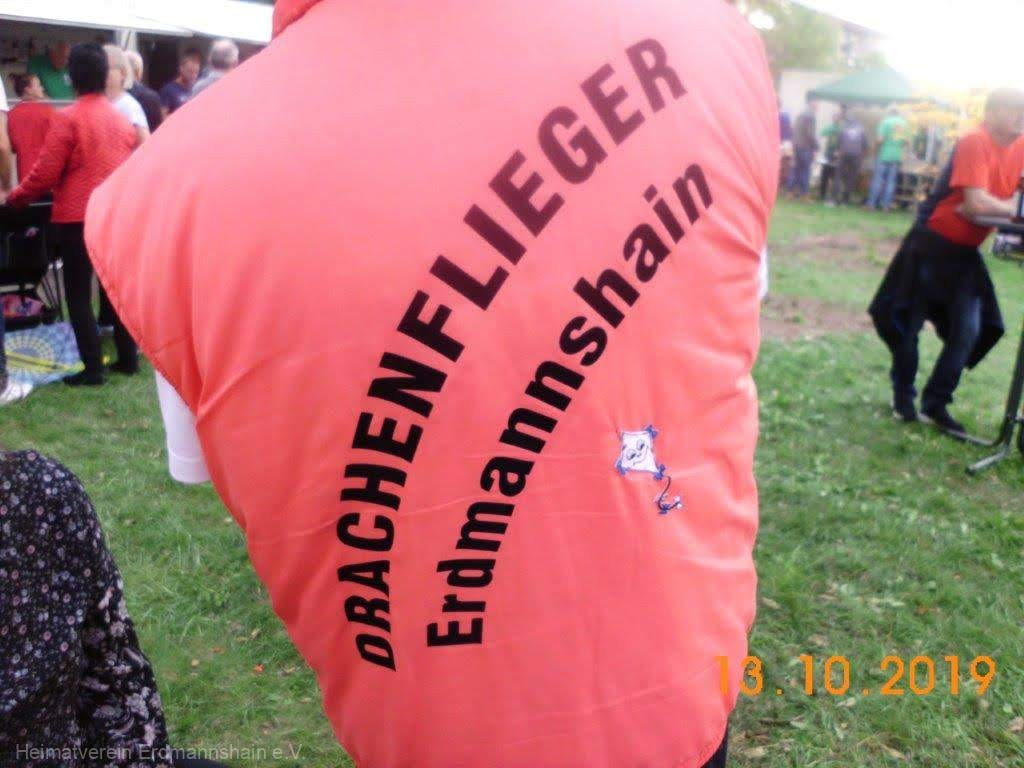 DRACHENFLIEGER
Erdmannshain
13.10.2019
Heimatverein Erdmannshain e.V.